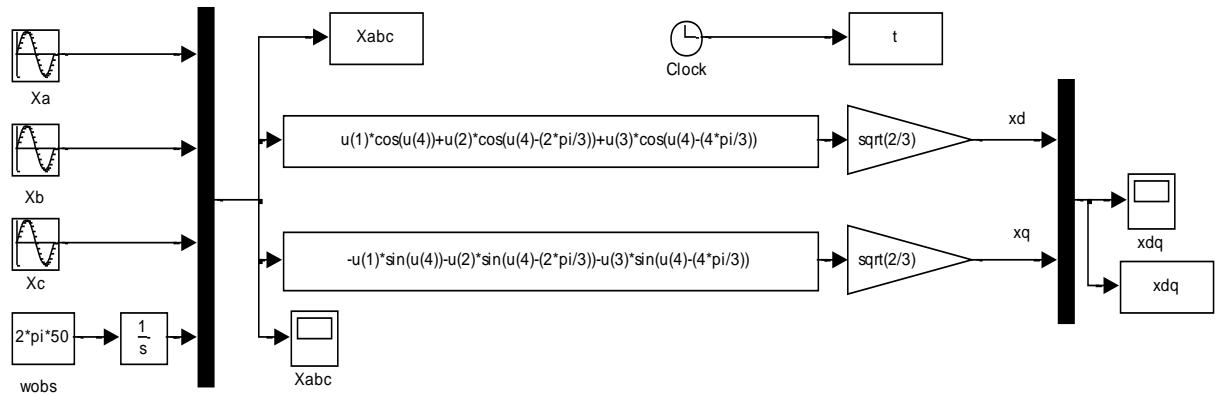 Xa
Xb
Xc
2*pi*50
wobs
1
s
Xabc
Clock
t
u(1)*cos(u(4))+u(2)*cos(u(4)-(2*pi/3))+u(3)*cos(u(4)-(4*pi/3))
sqrt(2/3)
xd
-u(1)*sin(u(4))-u(2)*sin(u(4)-(2*pi/3))-u(3)*sin(u(4)-(4*pi/3))
sqrt(2/3)
xq
Xabc
xdq
xdq